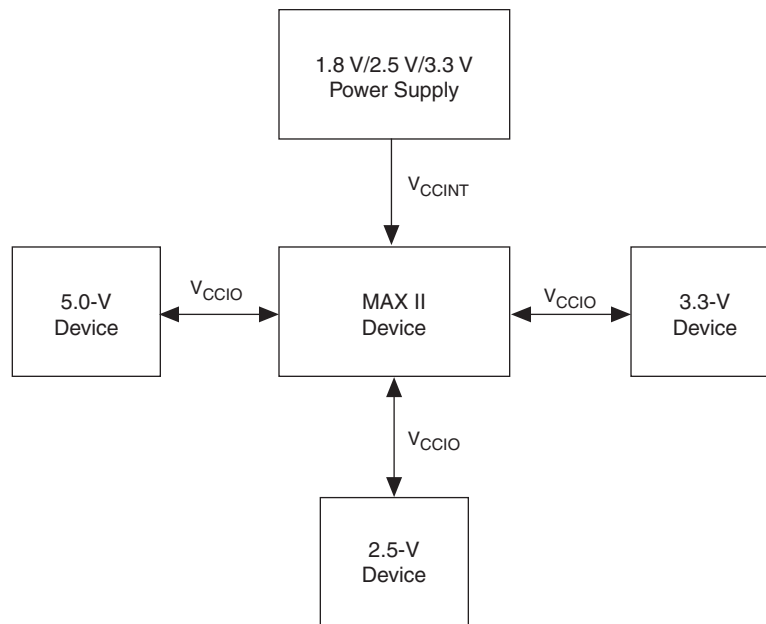 1.8 V/2.5 V/3.3 V
Power Supply
VCCINT
5.0-V
Device
VCCIO
MAX II
Device
VCCIO
3.3-V
Device
VCCIO
2.5-V
Device